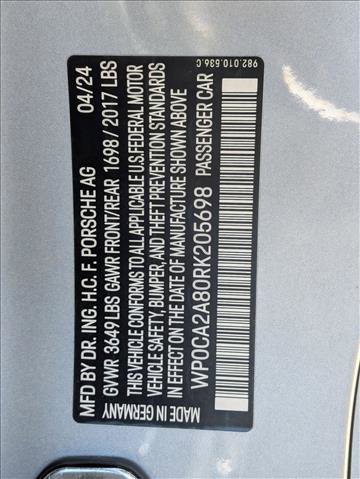 982.010.536.C
MFD BY DR. ING. H.C. F. PORSCHE AG 04/24
GVWR 3649 LBS GAWR FRONT/REAR 1698 / 2017 LBS
THIS VEHICLE CONFORMS TO ALL APPLICABLE U.S.FEDERAL MOTOR
VEHICLE SAFETY, BUMPER, AND THEFT PREVENTION STANDARDS
IN EFFECT ON THE DATE OF MANUFACTURE SHOWN ABOVE
WP0CA2A80RK205698 PASSENGER CAR
MADE IN GERMANY